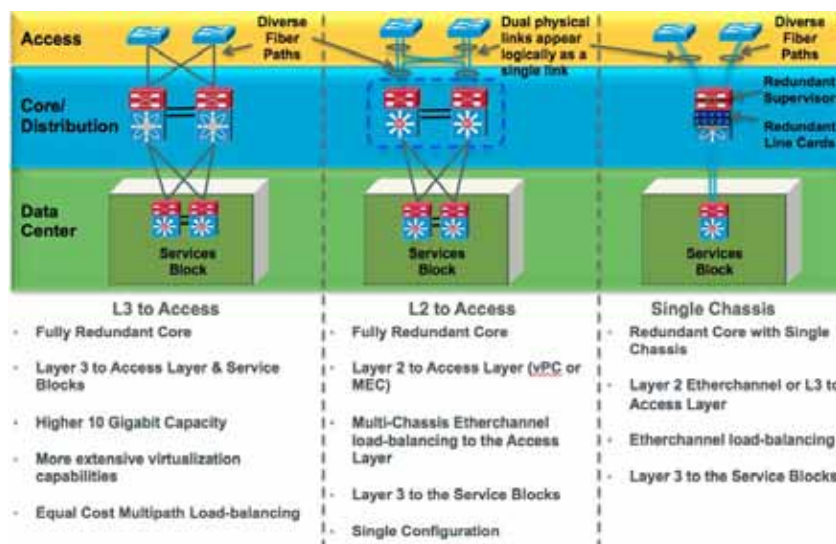 Access
Diverse
Fiber
Paths
Dual physical
links appear
logically as a
single link
Diverse
Fiber
Paths
Core/
Distribution
Redundant
Supervisor
Redundant
Line Cards
Data
Center
Services
Block
Services
Block
Services
Block
L3 to Access
· Fully Redundant Core
· Layer 3 to Access Layer & Service
Blocks
· Higher 10 Gigabit Capacity
· More extensive virtualization
capabilities
· Equal Cost Multipath Load-balancing
L2 to Access
· Fully Redundant Core
· Layer 2 to Access Layer (vPC or
MEC)
· Multi-Chassis Etherchannel
load-balancing to the Access
Layer
· Layer 3 to the Service Blocks
· Single Configuration
Single Chassis
· Redundant Core with Single
Chassis
· Layer 2 Etherchannel or L3 to
Access Layer
· Etherchannel load-balancing
· Layer 3 to the Service Blocks